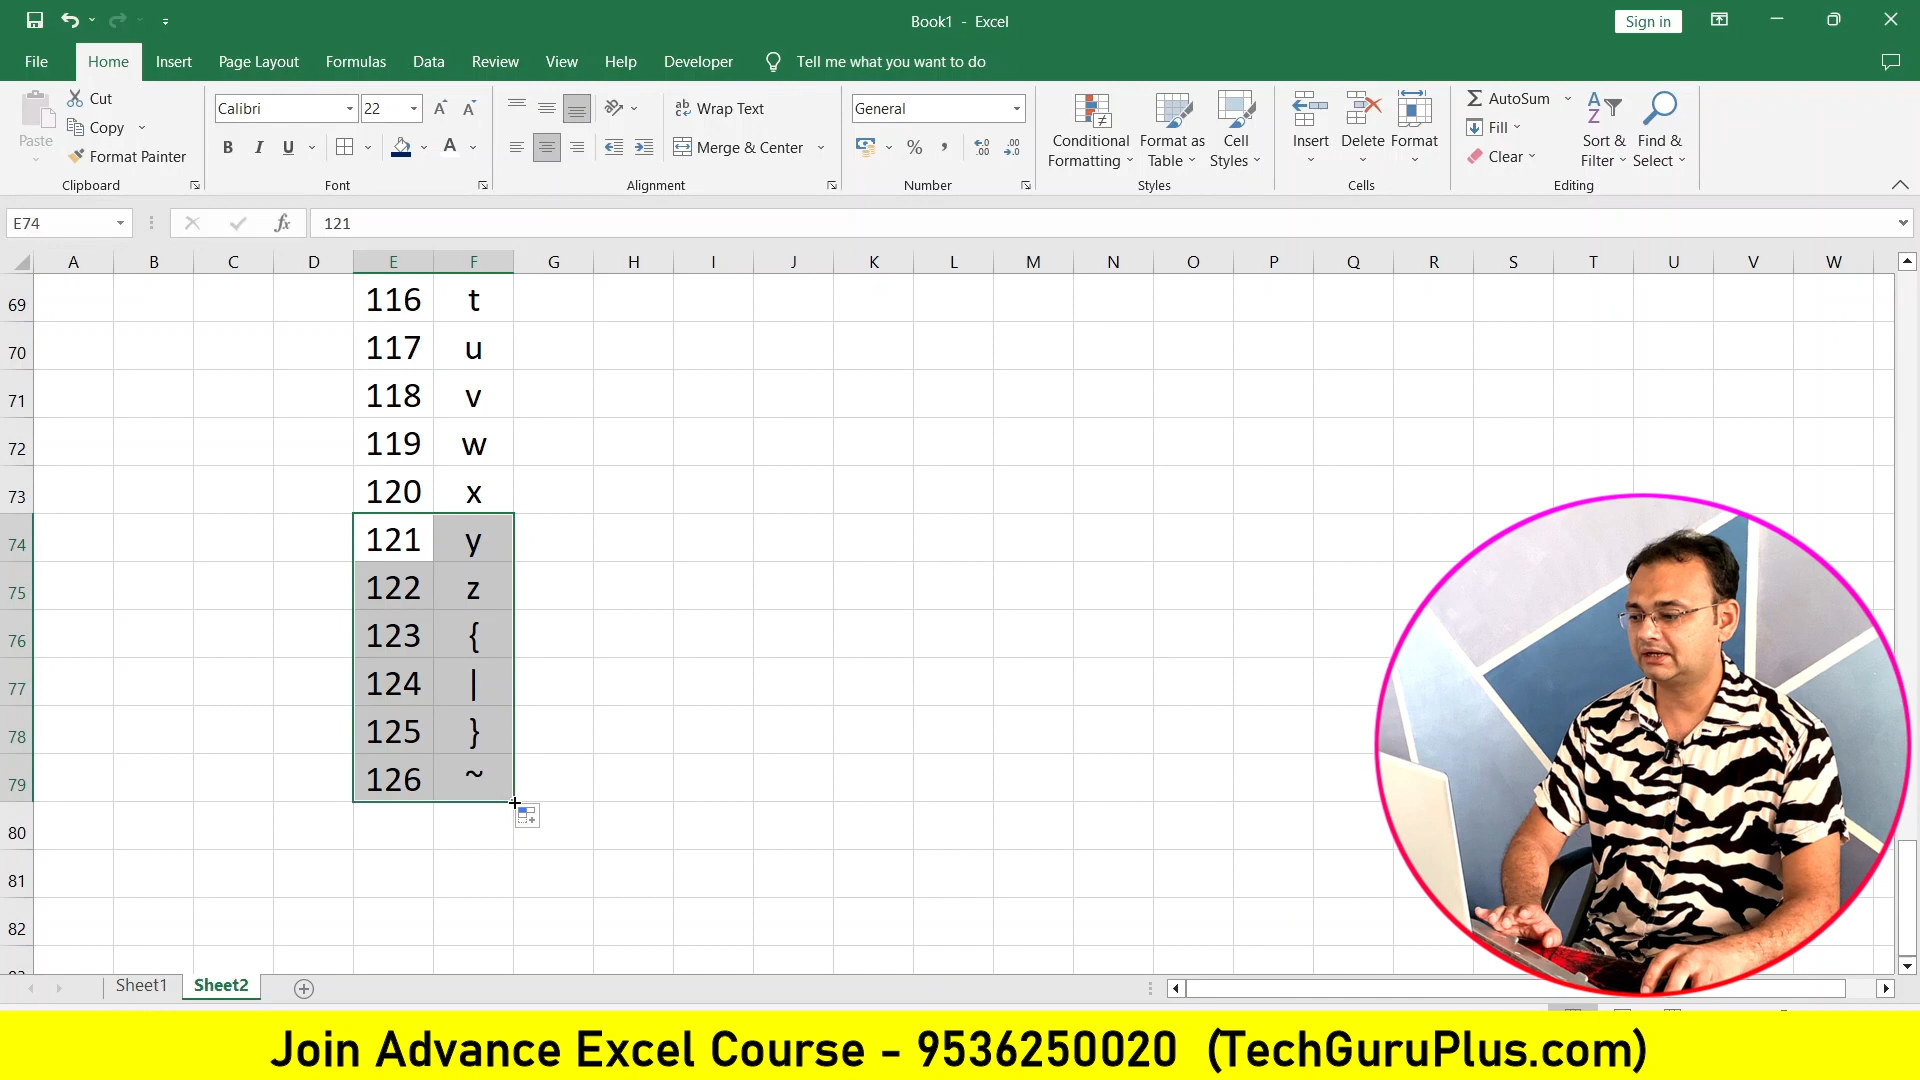 Book1 - Excel
Sign in
File Home Insert Page Layout Formulas Data Review View Help Developer Tell me what you want to do
Paste
Cut
Copy
Format Painter
Clipboard
Calibri 22
B I U
Font
Wrap Text
Merge & Center
Alignment
General
Number
Conditional Formatting
Format as Table
Cell Styles
Styles
Insert Delete Format
Cells
AutoSum
Fill
Clear
Sort & Filter
Find & Select
Editing
E74 fx 121
A B C D E F G H I J K L M N O P Q R S T U V W
69 116 t
70 117 u
71 118 v
72 119 w
73 120 x
74 121 y
75 122 z
76 123 {
77 124 |
78 125 }
79 126 ~
80
81
82
Sheet1 Sheet2
Join Advance Excel Course - 9536250020 (TechGuruPlus.com)